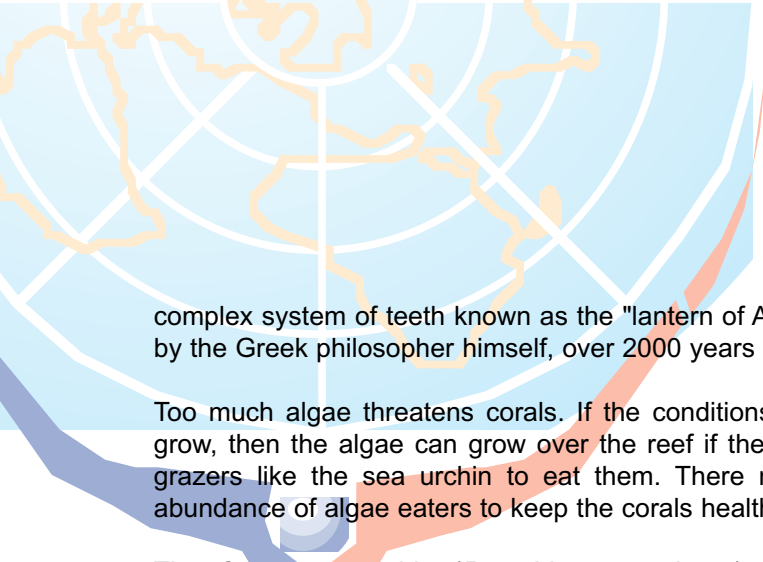 complex system of teeth known as the "lantern of
by the Greek philosopher himself, over 2000 years
Too much algae threatens corals. If the conditions
grow, then the algae can grow over the reef if the
grazers like the sea urchin to eat them. There
abundance of algae eaters to keep the corals